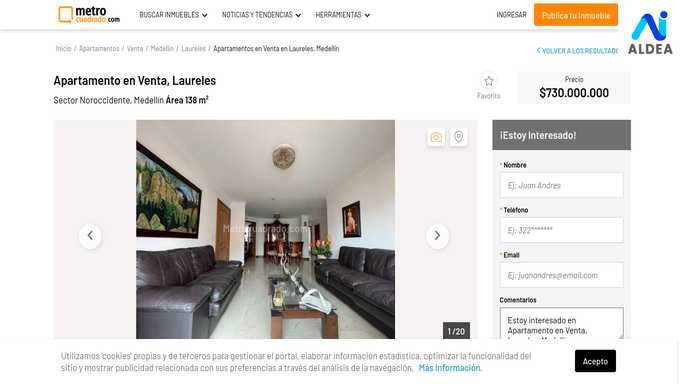 metro cuadrado.com
BUSCAR INMUEBLES
NOTICIAS Y TENDENCIAS
HERRAMIENTAS
INGRESAR
Publica tu Inmueble
ALDEA
Inicio / Apartamentos / Venta / Medellín / Laureles / Apartamentos en Venta en Laureles, Medellín
VOLVER A LOS RESULTAD
Apartamento en Venta, Laureles
Sector Noroccidente, Medellín Área 138 m²
Favorito
Precio
$730.000.000
Metrocuadrado.com
1 / 20
¡Estoy Interesado!
* Nombre
Ej: Juan Andres
* Teléfono
Ej: 322*******
* Email
Ej: juanandres@email.com
Comentarios
Estoy interesado en
Apartamento en Venta,
Utilizamos 'cookies' propias y de terceros para gestionar el portal, elaborar información estadística, optimizar la funcionalidad del
sitio y mostrar publicidad relacionada con sus preferencias a través del análisis de la navegación. Más información.
Acepto